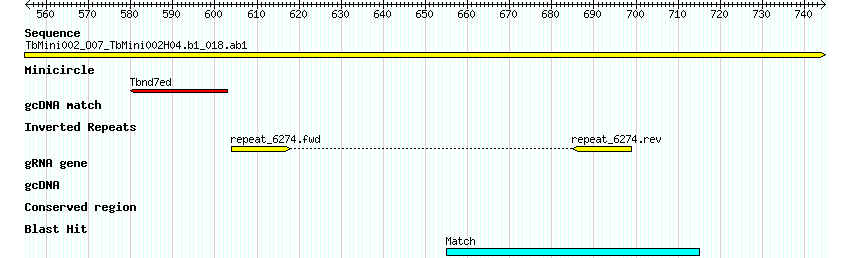 560 570 580 590 600 610 620 630 640 650 660 670 680 690 700 710 720 730 740
Sequence
TbMini002_007_TbMini002H04.b1_018.ab1
Minicircle
Tbnd7ed
gcDNA match
Inverted Repeats
repeat_6274.fwd repeat_6274.rev
gRNA gene
gcDNA
Conserved region
Blast Hit
Match